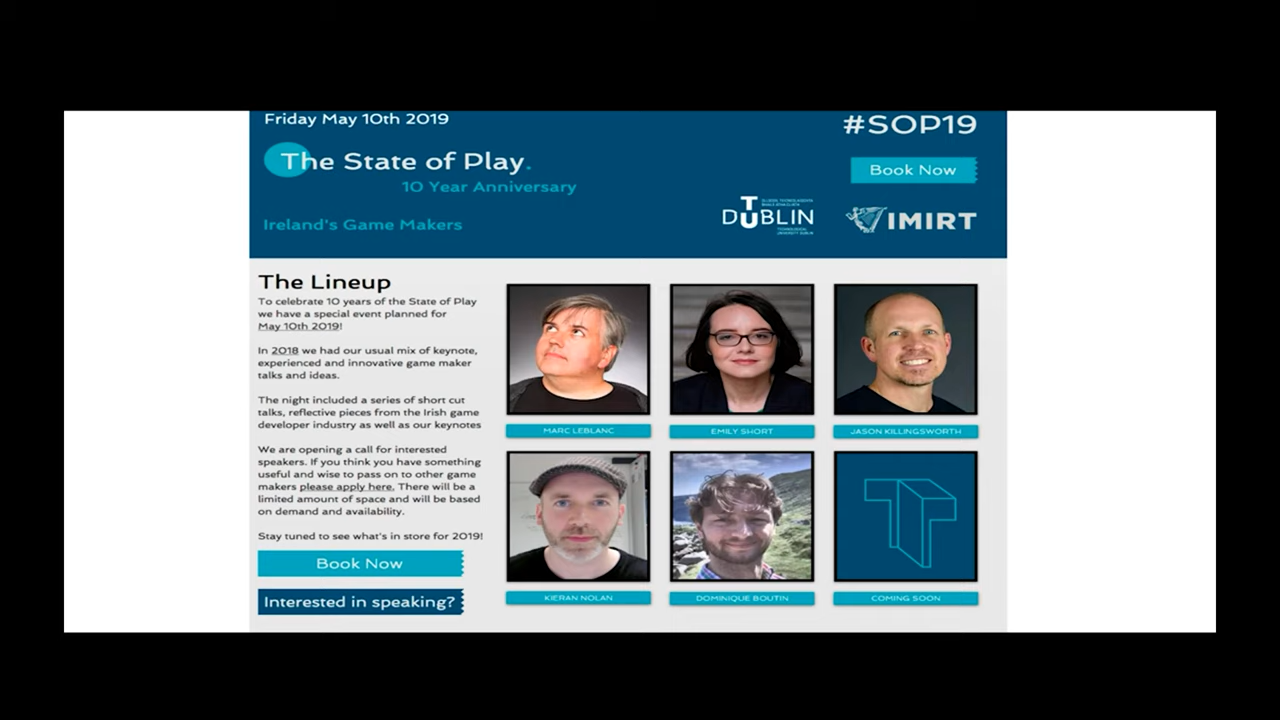 Friday May 10th 2019
#SOP19
The State of Play.
10 Year Anniversary
Book Now
Ireland's Game Makers
TU DUBLIN
IMIRT
The Lineup
To celebrate 10 years of the State of Play
we have a special event planned for
May 10th 2019!
In 2018 we had our usual mix of keynote,
experienced and innovative game maker
talks and ideas.
The night included a series of short cut
talks, reflective pieces from the Irish game
developer industry as well as our keynotes
We are opening a call for interested
speakers. If you think you have something
useful and wise to pass on to other game
makers please apply here. There will be a
limited amount of space and will be based
on demand and availability.
Stay tuned to see what's in store for 2019!
Book Now
Interested in speaking?
MARC LEBLANC
EMILY SHORT
JASON KILLINGSWORTH
KIERAN NOLAN
DOMINIQUE BOUTIN
COMING SOON